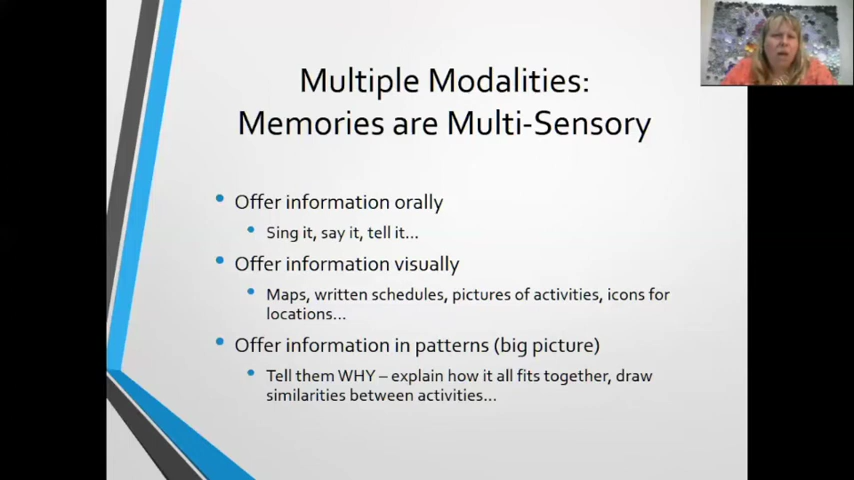 Multiple Modalities:
Memories are Multi-Sensory
• Offer information orally
• Sing it, say it, tell it...
• Offer information visually
• Maps, written schedules, pictures of activities, icons for
locations...
• Offer information in patterns (big picture)
• Tell them WHY – explain how it all fits together, draw
similarities between activities...